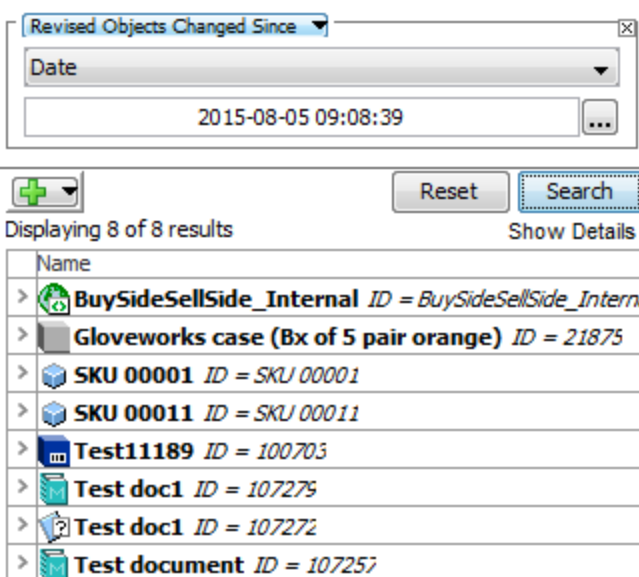 Revised Objects Changed Since
Date
2015-08-05 09:08:39
...
Reset Search
Displaying 8 of 8 results Show Details
Name
BuySideSellSide_Internal ID = BuySideSellSide_Intern
Gloveworks case (Bx of 5 pair orange) ID = 21875
SKU 00001 ID = SKU 00001
SKU 00011 ID = SKU 00011
Test11189 ID = 100703
Test doc1 ID = 107279
Test doc1 ID = 107272
Test document ID = 107257